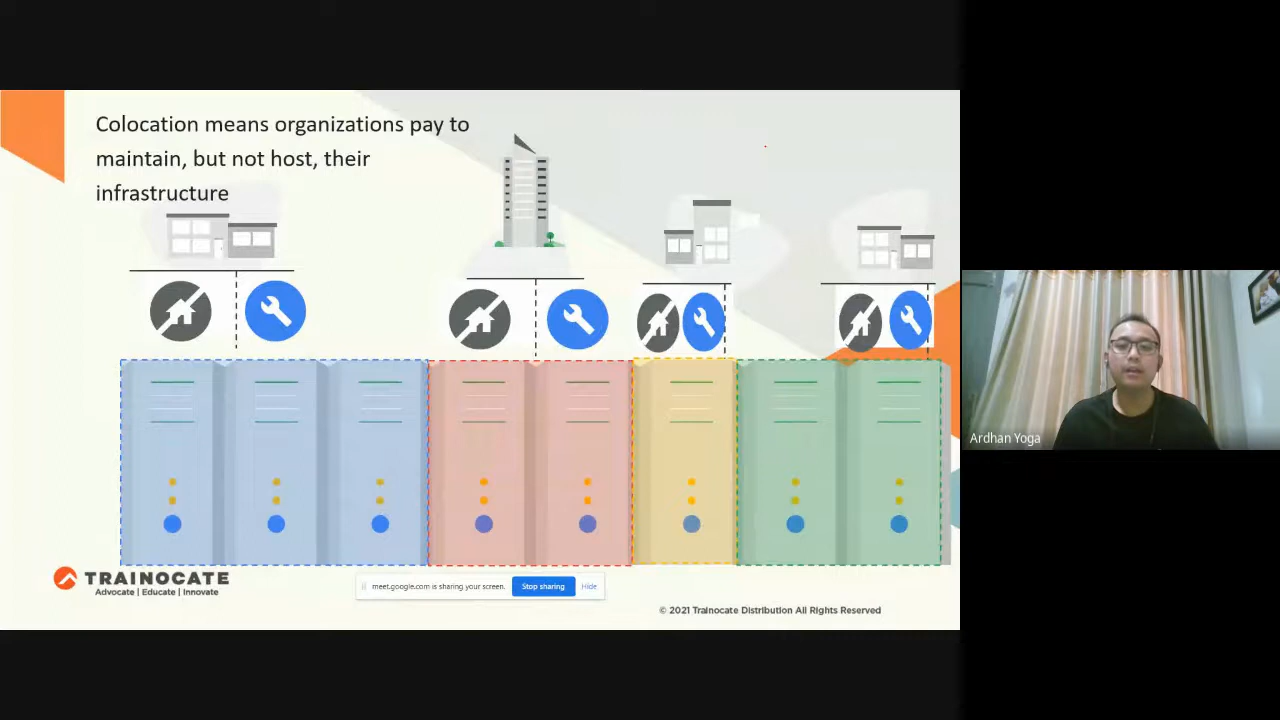 Colocation means organizations pay to
maintain, but not host, their
infrastructure
Ardhan Yoga
TRAINOCATE
Advocate | Educate | Innovate
meet.google.com is sharing your screen.
Stop sharing
Hide
© 2021 Trainocate Distribution All Rights Reserved